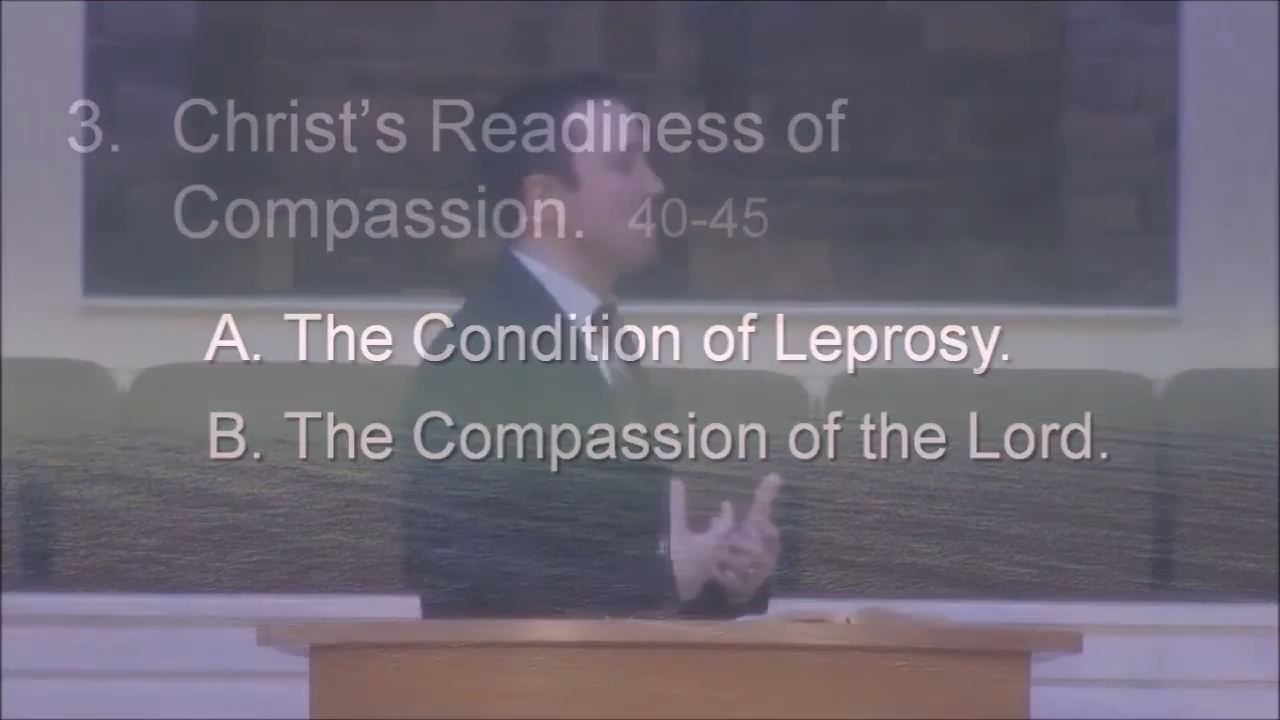 3. Christ’s Readiness of
Compassion. 40-45
A. The Condition of Leprosy.
B. The Compassion of the Lord.